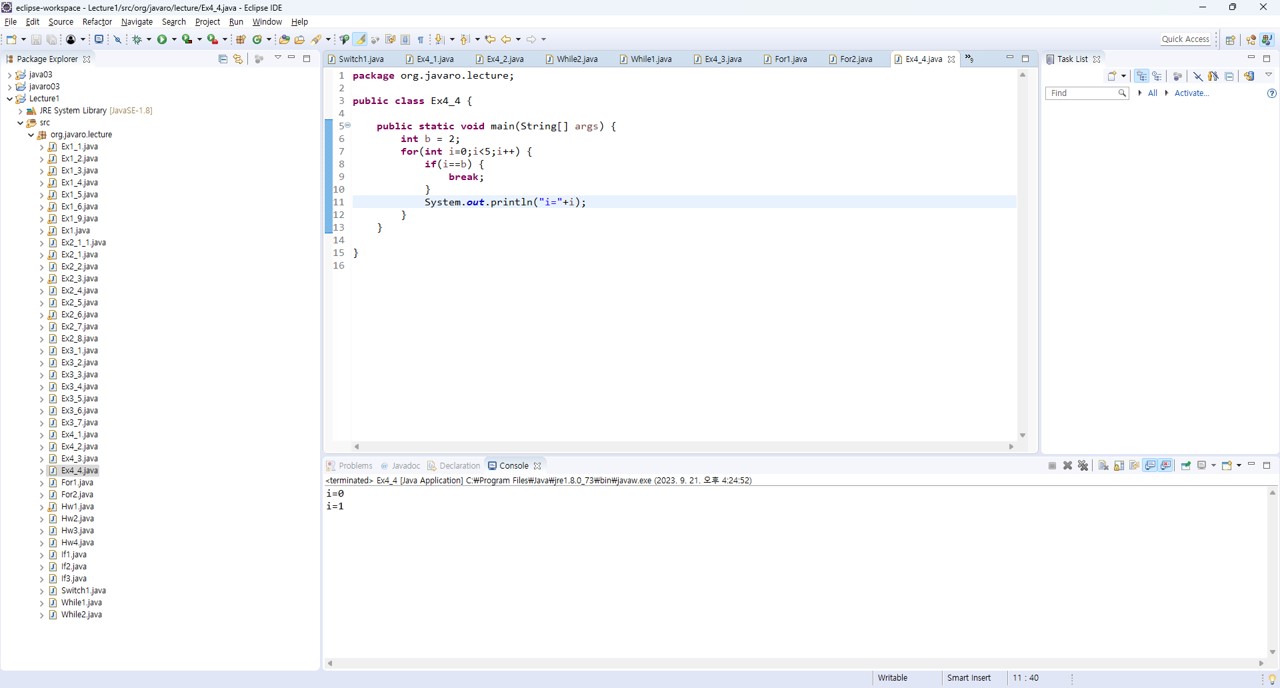 eclipse-workspace - Lecture1/src/org/javaro/lecture/Ex4_4.java - Eclipse IDE
File Edit Source Refactor Navigate Search Project Run Window Help
Quick Access
Package Explorer
java03
javaro03
Lecture1
JRE System Library [JavaSE-1.8]
src
org.javaro.lecture
Ex1_1.java
Ex1_2.java
Ex1_3.java
Ex1_4.java
Ex1_5.java
Ex1_6.java
Ex1_9.java
Ex1.java
Ex2_1_1.java
Ex2_1.java
Ex2_2.java
Ex2_3.java
Ex2_4.java
Ex2_5.java
Ex2_6.java
Ex2_7.java
Ex2_8.java
Ex3_1.java
Ex3_2.java
Ex3_3.java
Ex3_4.java
Ex3_5.java
Ex3_6.java
Ex3_7.java
Ex4_1.java
Ex4_2.java
Ex4_3.java
Ex4_4.java
For1.java
For2.java
Hw1.java
Hw2.java
Hw3.java
Hw4.java
If1.java
If2.java
If3.java
Switch1.java
While1.java
While2.java
Switch1.java Ex4_1.java Ex4_2.java While2.java While1.java Ex4_3.java For1.java For2.java Ex4_4.java
1 package org.javaro.lecture;
2
3 public class Ex4_4 {
4
5 public static void main(String[] args) {
6 int b = 2;
7 for(int i=0;i<5;i++) {
8 if(i==b) {
9 break;
10 }
11 System.out.println("i="+i);
12 }
13 }
14
15 }
16
Task List
Find All Activate...
Problems Javadoc Declaration Console
<terminated> Ex4_4 [Java Application] C:₩Program Files₩Java₩jre1.8.0_73₩bin₩javaw.exe (2023. 9. 21. 오후 4:24:52)
i=0
i=1
Writable Smart Insert 11 : 40